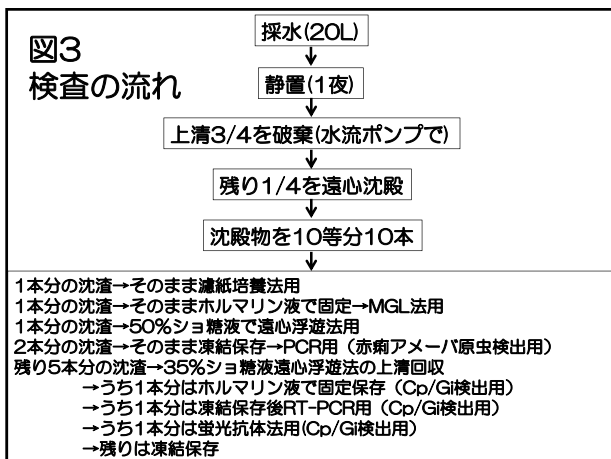 図3
検査の流れ
採水(20L)
↓
静置(1夜)
↓
上清3/4を破棄(水流ポンプで)
↓
残り1/4を遠心沈殿
↓
沈殿物を10等分10本
↓
1本分の沈渣→そのまま濾紙培養法用
1本分の沈渣→そのままホルマリン液で固定→MGL法用
1本分の沈渣→50%ショ糖液で遠心浮遊法用
2本分の沈渣→そのまま凍結保存→PCR用（赤痢アメーバ原虫検出用）
残り5本分の沈渣→35%ショ糖液遠心浮遊法の上清回収
→うち1本分はホルマリン液で固定保存（Cp/Gi検出用）
→うち1本分は凍結保存後RT-PCR用（Cp/Gi検出用）
→うち1本分は蛍光抗体法用(Cp/Gi検出用)
→残りは凍結保存